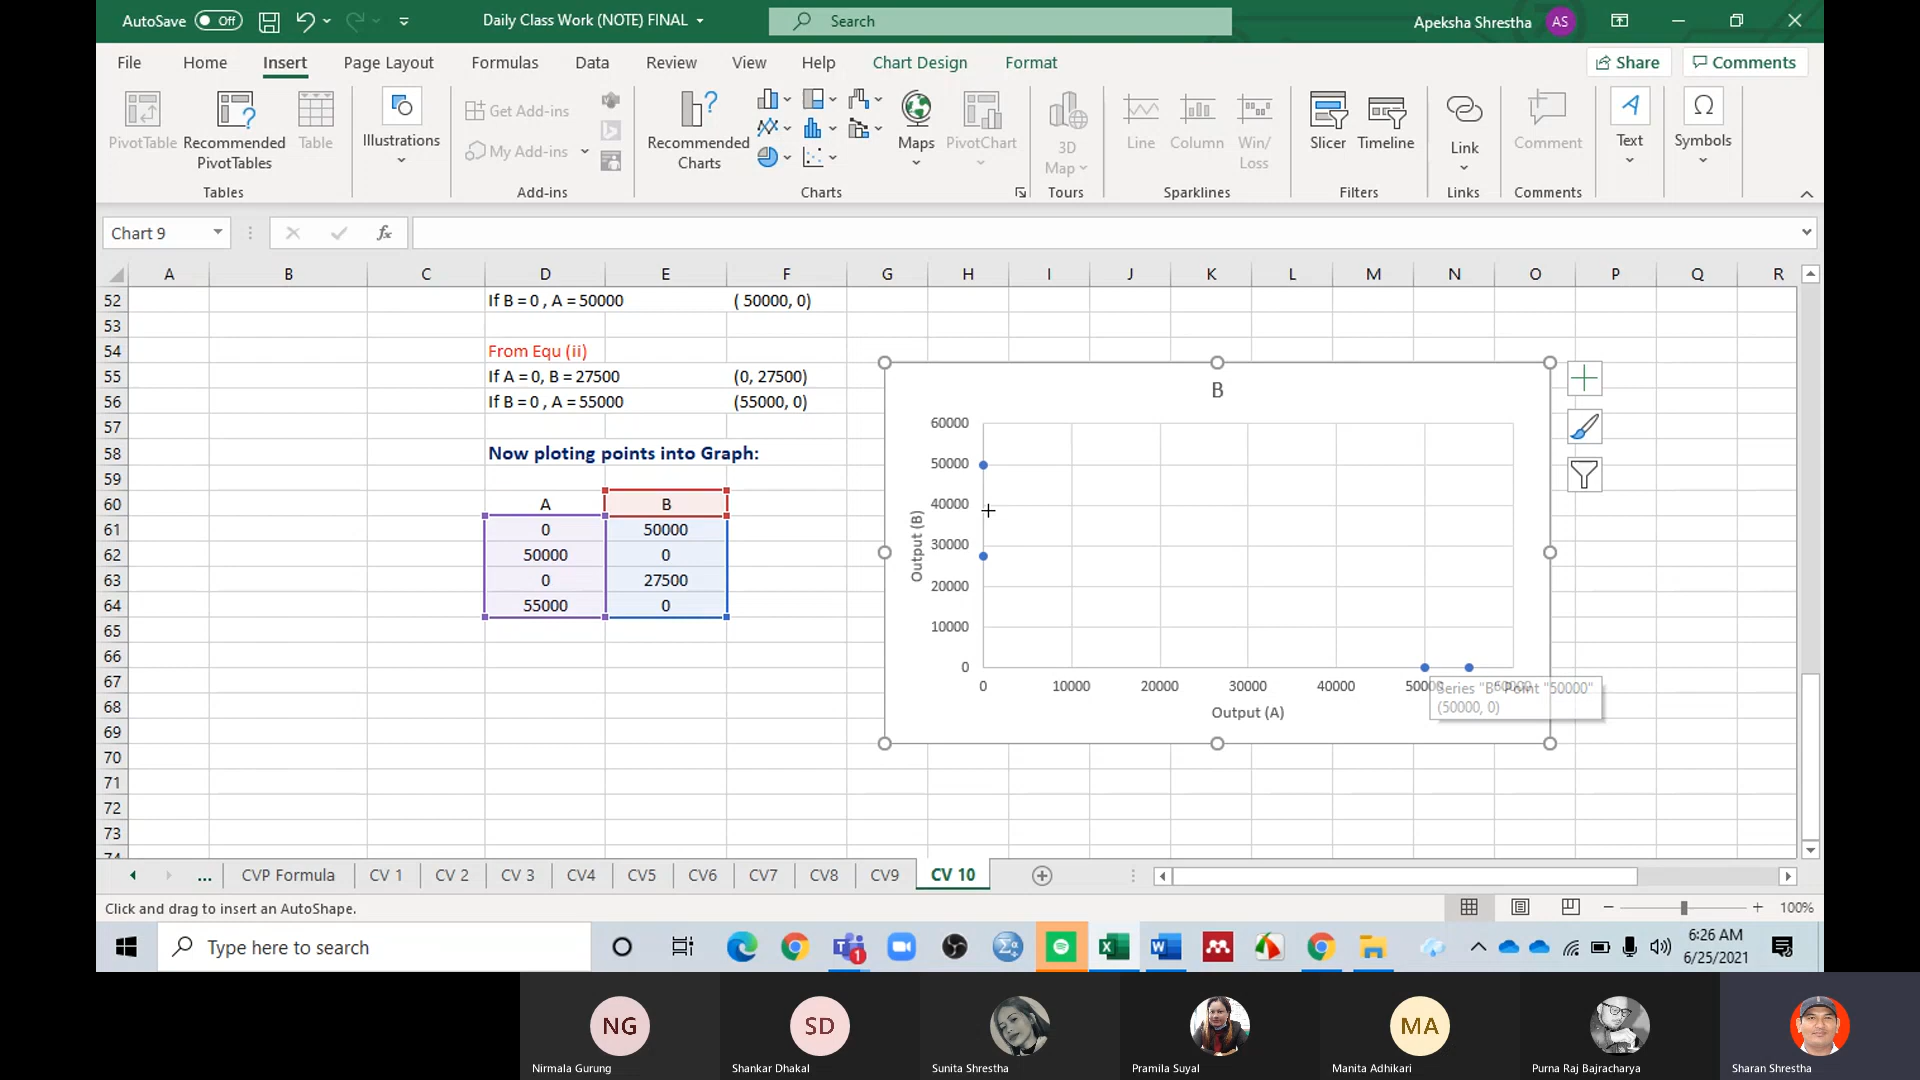 AutoSave Off
Daily Class Work (NOTE) FINAL
Search
Apeksha Shrestha AS
File Home Insert Page Layout Formulas Data Review View Help Chart Design Format
Share Comments
PivotTable Recommended PivotTables Table
Tables
Illustrations
Get Add-ins
My Add-ins
Add-ins
Recommended Charts
Maps PivotChart
Charts
3D Map
Tours
Line Column Win/Loss
Sparklines
Slicer Timeline
Filters
Link
Links
Comment
Comments
Text
Symbols
Chart 9
fx
A B C D E F G H I J K L M N O P Q R
52 If B = 0 , A = 50000 ( 50000, 0)
53
54 From Equ (ii)
55 If A = 0, B = 27500 (0, 27500)
56 If B = 0 , A = 55000 (55000, 0)
57
58 Now ploting points into Graph:
59
60 A B
61 0 50000
62 50000 0
63 0 27500
64 55000 0
65
66
67
68
69
70
71
72
73
74
B
60000
50000
40000
30000
20000
10000
0
Output (B)
0 10000 20000 30000 40000 50000 60000
Output (A)
Series "B" Point "50000"
(50000, 0)
... CVP Formula CV 1 CV 2 CV 3 CV4 CV5 CV6 CV7 CV8 CV9 CV 10
Click and drag to insert an AutoShape.
100%
Type here to search
1
6:26 AM
6/25/2021
NG SD MA
Nirmala Gurung Shankar Dhakal Sunita Shrestha Pramila Suyal Manita Adhikari Purna Raj Bajracharya Sharan Shrestha